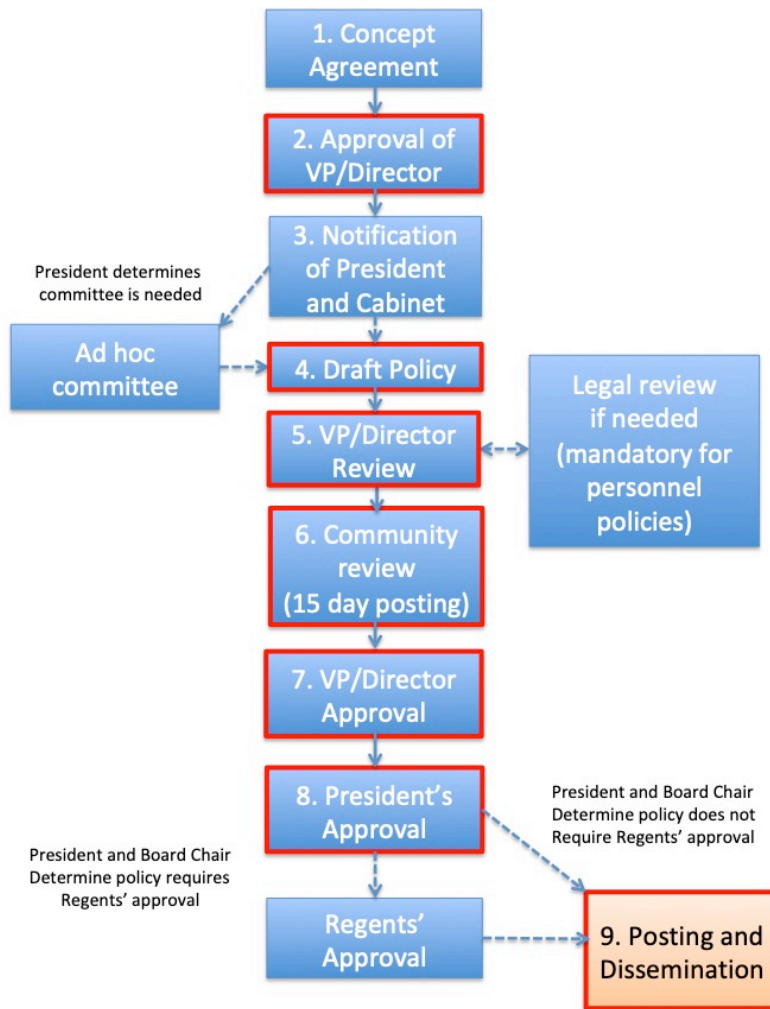 1. Concept
Agreement
2. Approval of
VP/Director
3. Notification
of President
and Cabinet
President determines
committee is needed
Ad hoc
committee
4. Draft Policy
5. VP/Director
Review
Legal review
if needed
(mandatory for
personnel
policies)
6. Community
review
(15 day posting)
7. VP/Director
Approval
8. President’s
Approval
President and Board Chair
Determine policy does not
Require Regents’ approval
President and Board Chair
Determine policy requires
Regents’ approval
Regents’
Approval
9. Posting and
Dissemination